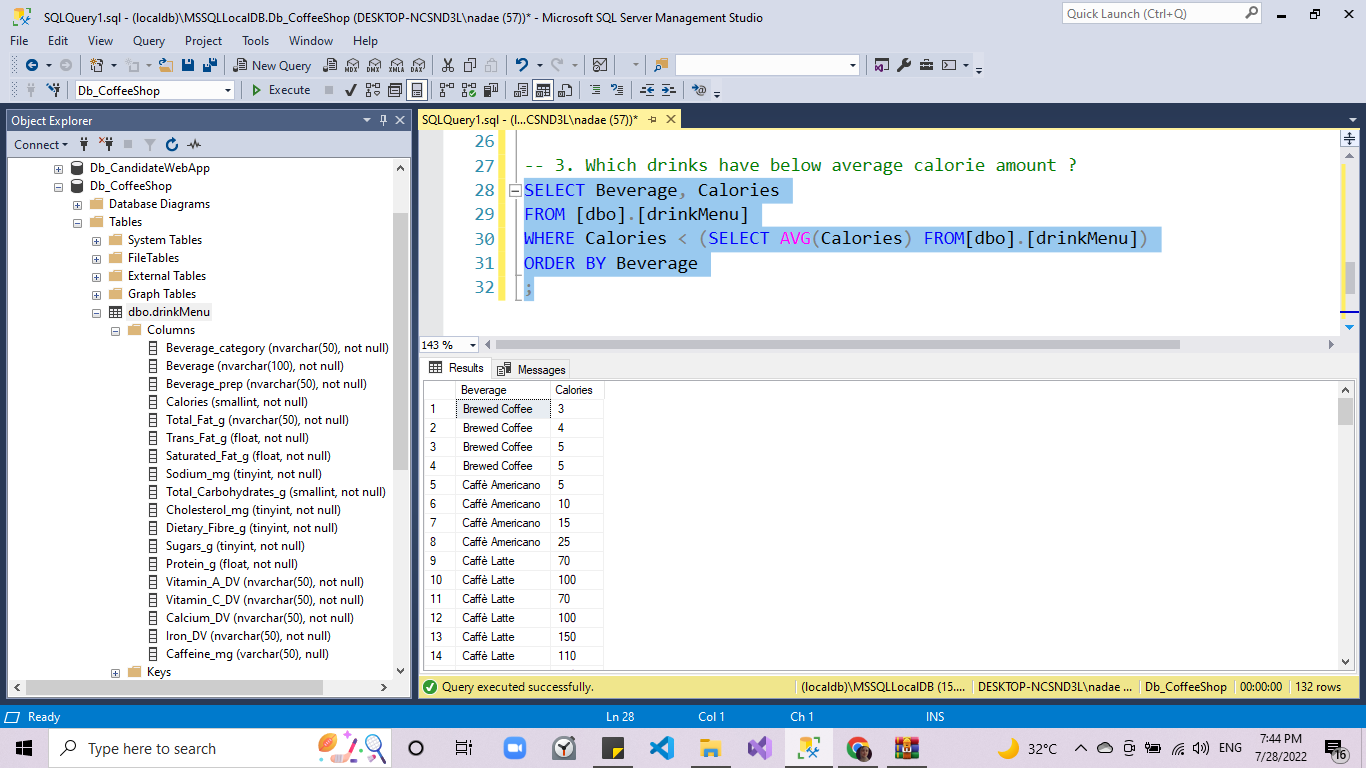 SQLQuery1.sql - (localdb)\MSSQLLocalDB.Db_CoffeeShop (DESKTOP-NCSND3L\nadae (57))* - Microsoft SQL Server Management Studio
Quick Launch (Ctrl+Q)
File Edit View Query Project Tools Window Help
New Query MDX DMX XMLA DAX
Db_CoffeeShop Execute
Object Explorer
Connect
Db_CandidateWebApp
Db_CoffeeShop
Database Diagrams
Tables
System Tables
FileTables
External Tables
Graph Tables
dbo.drinkMenu
Columns
Beverage_category (nvarchar(50), not null)
Beverage (nvarchar(100), not null)
Beverage_prep (nvarchar(50), not null)
Calories (smallint, not null)
Total_Fat_g (nvarchar(50), not null)
Trans_Fat_g (float, not null)
Saturated_Fat_g (float, not null)
Sodium_mg (tinyint, not null)
Total_Carbohydrates_g (smallint, not null)
Cholesterol_mg (tinyint, not null)
Dietary_Fibre_g (tinyint, not null)
Sugars_g (tinyint, not null)
Protein_g (float, not null)
Vitamin_A_DV (nvarchar(50), not null)
Vitamin_C_DV (nvarchar(50), not null)
Calcium_DV (nvarchar(50), not null)
Iron_DV (nvarchar(50), not null)
Caffeine_mg (varchar(50), null)
Keys
SQLQuery1.sql - (l...CSND3L\nadae (57))*
26
27 -- 3. Which drinks have below average calorie amount ?
28 SELECT Beverage, Calories
29 FROM [dbo].[drinkMenu]
30 WHERE Calories < (SELECT AVG(Calories) FROM[dbo].[drinkMenu])
31 ORDER BY Beverage
32 ;
143 %
Results Messages
Beverage Calories
1 Brewed Coffee 3
2 Brewed Coffee 4
3 Brewed Coffee 5
4 Brewed Coffee 5
5 Caffè Americano 5
6 Caffè Americano 10
7 Caffè Americano 15
8 Caffè Americano 25
9 Caffè Latte 70
10 Caffè Latte 100
11 Caffè Latte 70
12 Caffè Latte 100
13 Caffè Latte 150
14 Caffè Latte 110
Query executed successfully. (localdb)\MSSQLLocalDB (15.... DESKTOP-NCSND3L\nadae ... Db_CoffeeShop 00:00:00 132 rows
Ready Ln 28 Col 1 Ch 1 INS
Type here to search 32°C ENG 7:44 PM
7/28/2022 16